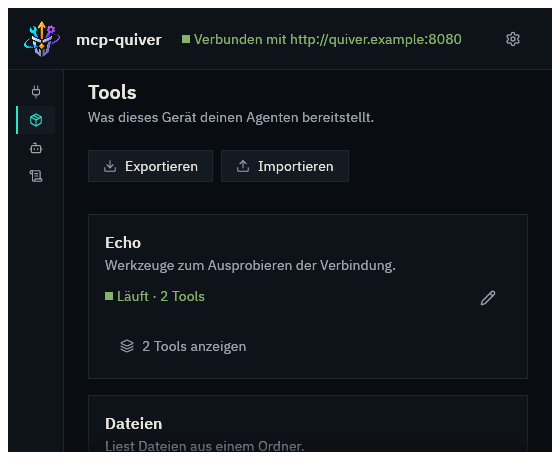 mcp-quiver
Verbunden mit http://quiver.example:8080
Tools
Was dieses Gerät deinen Agenten bereitstellt.
Exportieren
Importieren
Echo
Werkzeuge zum Ausprobieren der Verbindung.
Läuft · 2 Tools
2 Tools anzeigen
Dateien
Liest Dateien aus einem Ordner.